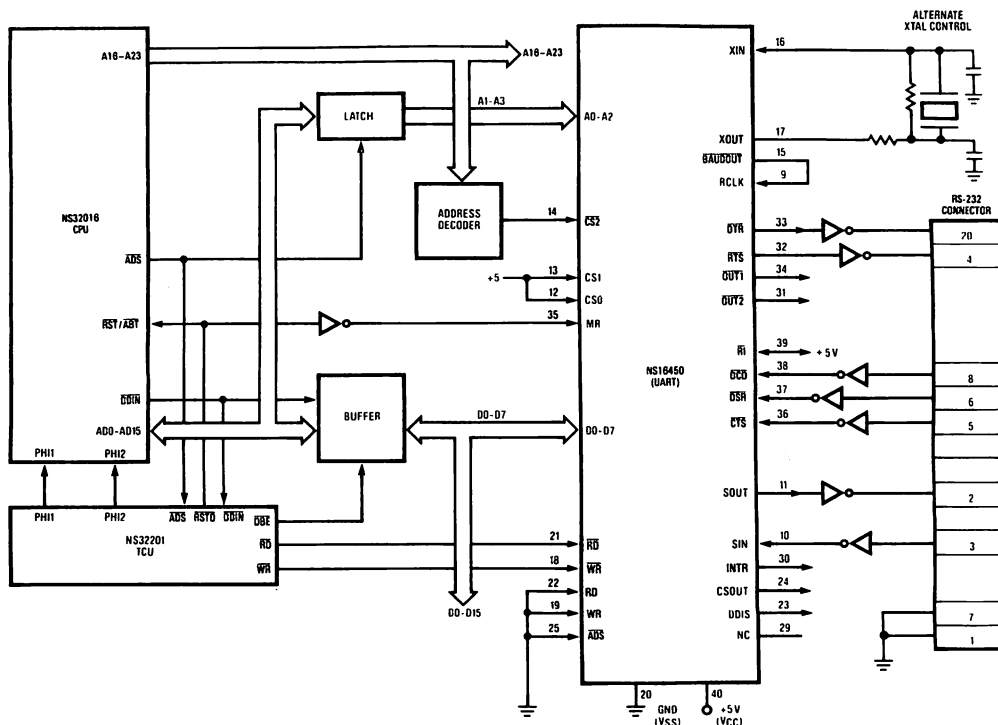 ALTERNATE
XTAL CONTROL
A16–A23
A16–A23
XIN
16
LATCH
A1-A3
A0-A2
XOUT
17
BAUDOUT
15
RCLK
9
RS-232
CONNECTOR
NS32016
CPU
ADDRESS
DECODER
14
CS2
DTR
33
20
RTS
32
4
ADS
+5
13
CS1
OUT1
34
12
CS0
OUT2
31
RST/ABT
35
MR
RI
39
+5V
NS16450
(UART)
DCD
38
8
DSR
37
6
CTS
36
5
DDIN
BUFFER
D0-D7
D0-D7
AD0-AD15
PHI1
PHI2
SOUT
11
2
PHI1
PHI2
ADS
RSTO
DDIN
DBE
NS32201
TCU
RD
21
RD
SIN
10
3
WR
18
WR
INTR
30
22
RD
CSOUT
24
D0-D15
19
WR
DDIS
23
7
25
ADS
NC
29
1
20
40
GND
(VSS)
+5V
(VCC)